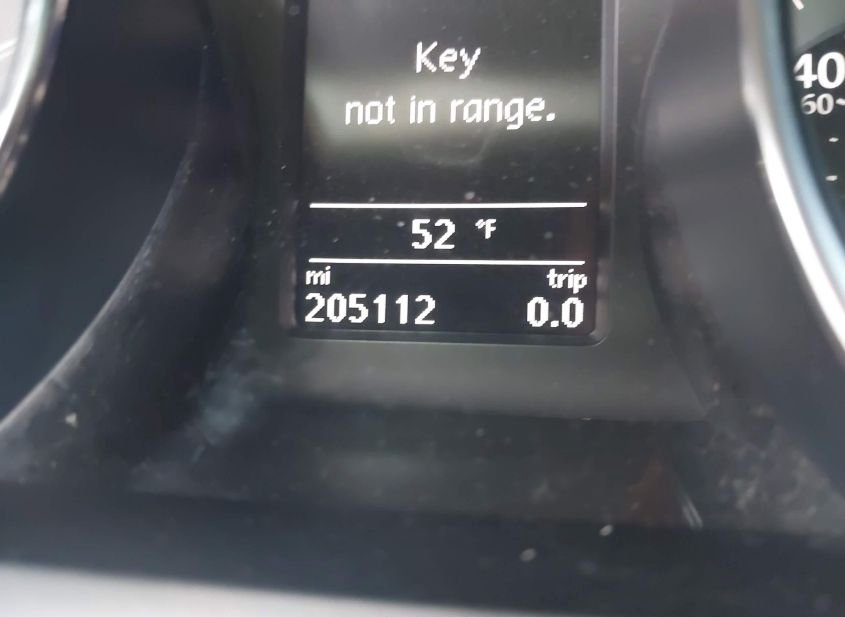 Key
not in range.
52 °F
mi trip
205112 0.0
40
60